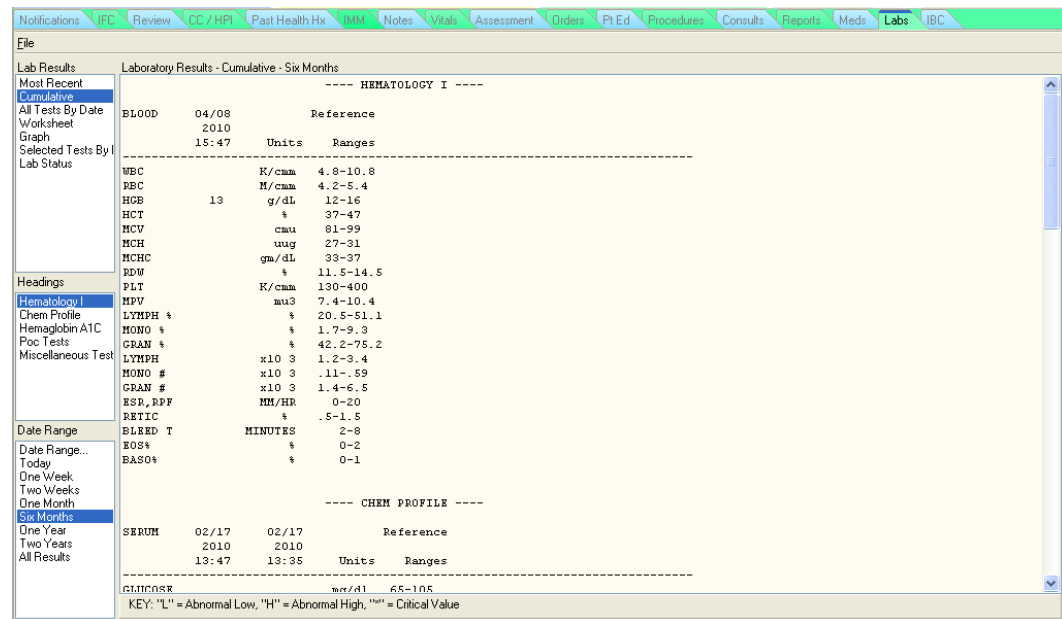 Notifications IFC Review CC / HPI Past Health Hx IMM Notes Vitals Assessment Orders Pt Ed Procedures Consults Reports Meds Labs IBC
File
Lab Results
Most Recent
Cumulative
All Tests By Date
Worksheet
Graph
Selected Tests By
Lab Status
Headings
Hematology I
Chem Profile
Hemaglobin A1C
Poc Tests
Miscellaneous Test
Date Range
Date Range...
Today
One Week
Two Weeks
One Month
Six Months
One Year
Two Years
All Results
Laboratory Results - Cumulative - Six Months
---- HEMATOLOGY I ----
BLOOD 04/08 Reference
2010
15:47 Units Ranges
WBC K/cmm 4.8-10.8
RBC M/cmm 4.2-5.4
HGB 13 g/dL 12-16
HCT % 37-47
MCV cmu 81-99
MCH uug 27-31
MCHC gm/dL 33-37
RDW % 11.5-14.5
PLT K/cmm 130-400
MPV mu3 7.4-10.4
LYMPH % % 20.5-51.1
MONO % % 1.7-9.3
GRAN % % 42.2-75.2
LYMPH x10 3 1.2-3.4
MONO # x10 3 .11-.59
GRAN # x10 3 1.4-6.5
ESR,RPF MM/HR 0-20
RETIC % .5-1.5
BLEED T MINUTES 2-8
EOS% % 0-2
BASO% % 0-1
---- CHEM PROFILE ----
SERUM 02/17 02/17 Reference
2010 2010
13:47 13:35 Units Ranges
GLUCOSE mg/dl 65-105
KEY: "L" = Abnormal Low, "H" = Abnormal High, "*" = Critical Value